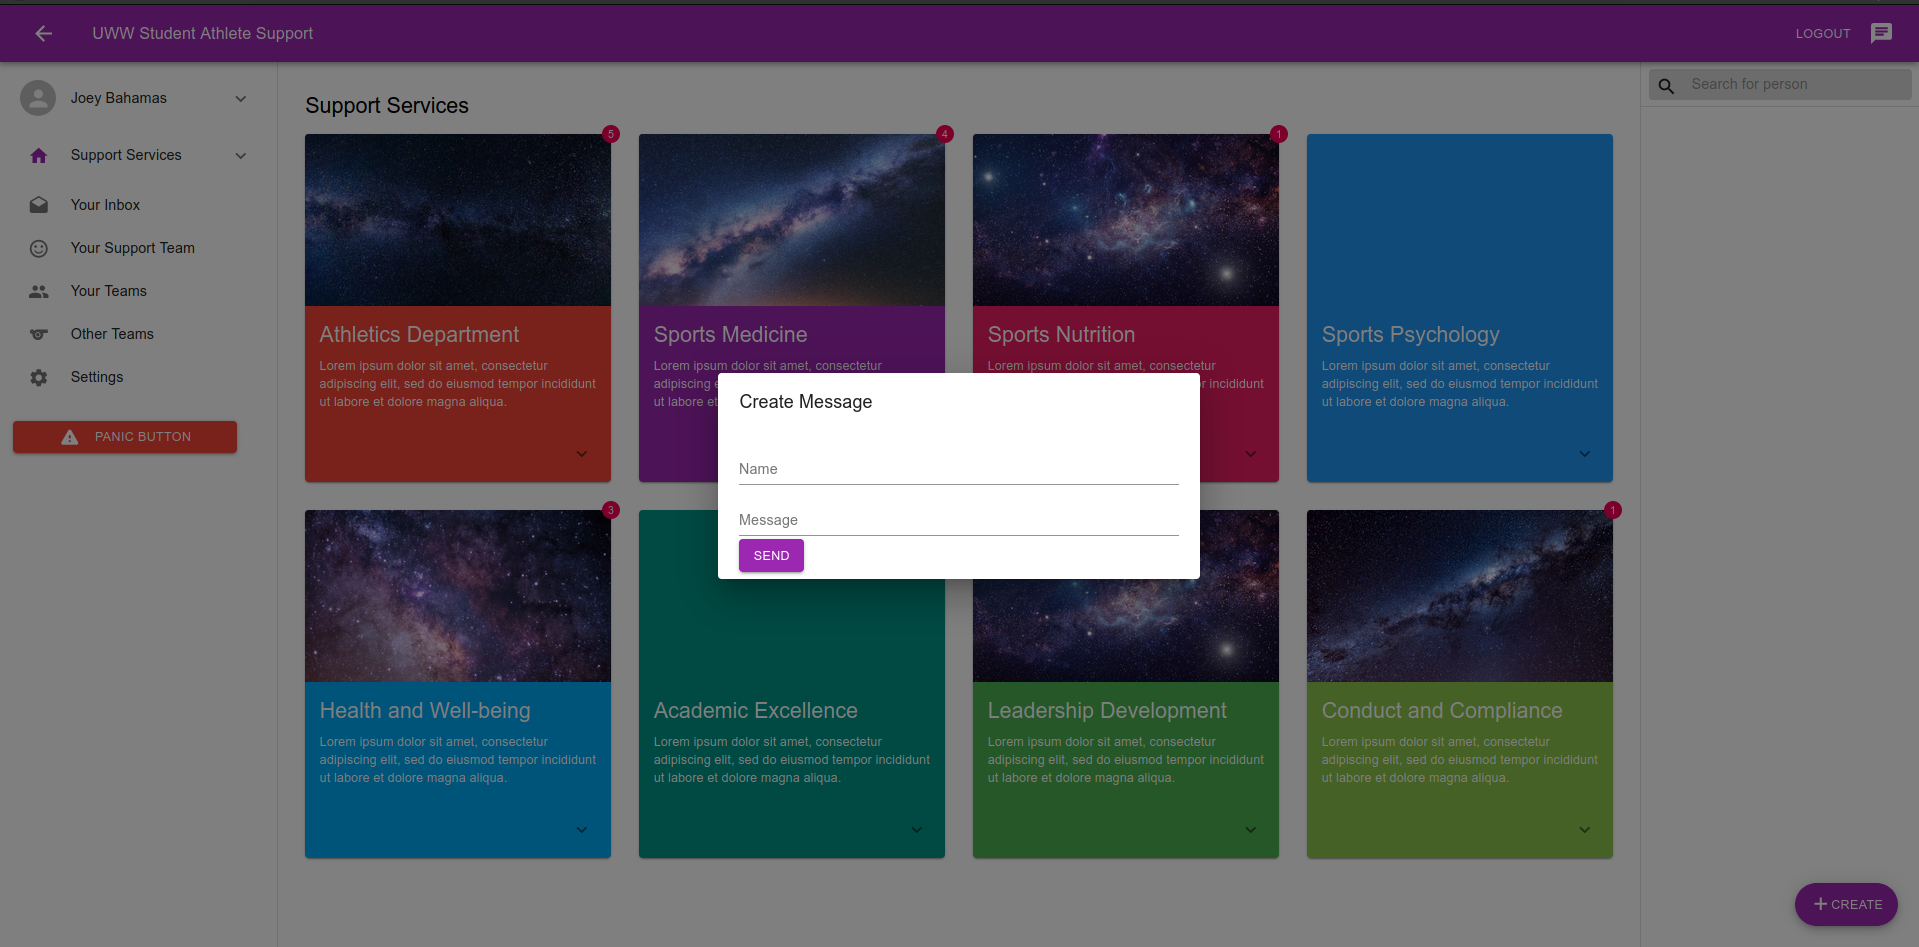 UWW Student Athlete Support
LOGOUT
Joey Bahamas
Support Services
Your Inbox
Your Support Team
Your Teams
Other Teams
Settings
PANIC BUTTON
Support Services
5
Athletics Department
Lorem ipsum dolor sit amet, consectetur
adipiscing elit, sed do eiusmod tempor incididunt
ut labore et dolore magna aliqua.
4
Sports Medicine
Lorem ipsum dolor sit amet, consectetur
adipiscing
ut labore et
1
Sports Nutrition
Lorem ipsum dolor sit amet, consectetur
incididunt
Sports Psychology
Lorem ipsum dolor sit amet, consectetur
adipiscing elit, sed do eiusmod tempor incididunt
ut labore et dolore magna aliqua.
Create Message
Name
Message
SEND
3
Health and Well-being
Lorem ipsum dolor sit amet, consectetur
adipiscing elit, sed do eiusmod tempor incididunt
ut labore et dolore magna aliqua.
Academic Excellence
Lorem ipsum dolor sit amet, consectetur
adipiscing elit, sed do eiusmod tempor incididunt
ut labore et dolore magna aliqua.
Leadership Development
Lorem ipsum dolor sit amet, consectetur
adipiscing elit, sed do eiusmod tempor incididunt
ut labore et dolore magna aliqua.
1
Conduct and Compliance
Lorem ipsum dolor sit amet, consectetur
adipiscing elit, sed do eiusmod tempor incididunt
ut labore et dolore magna aliqua.
Search for person
CREATE